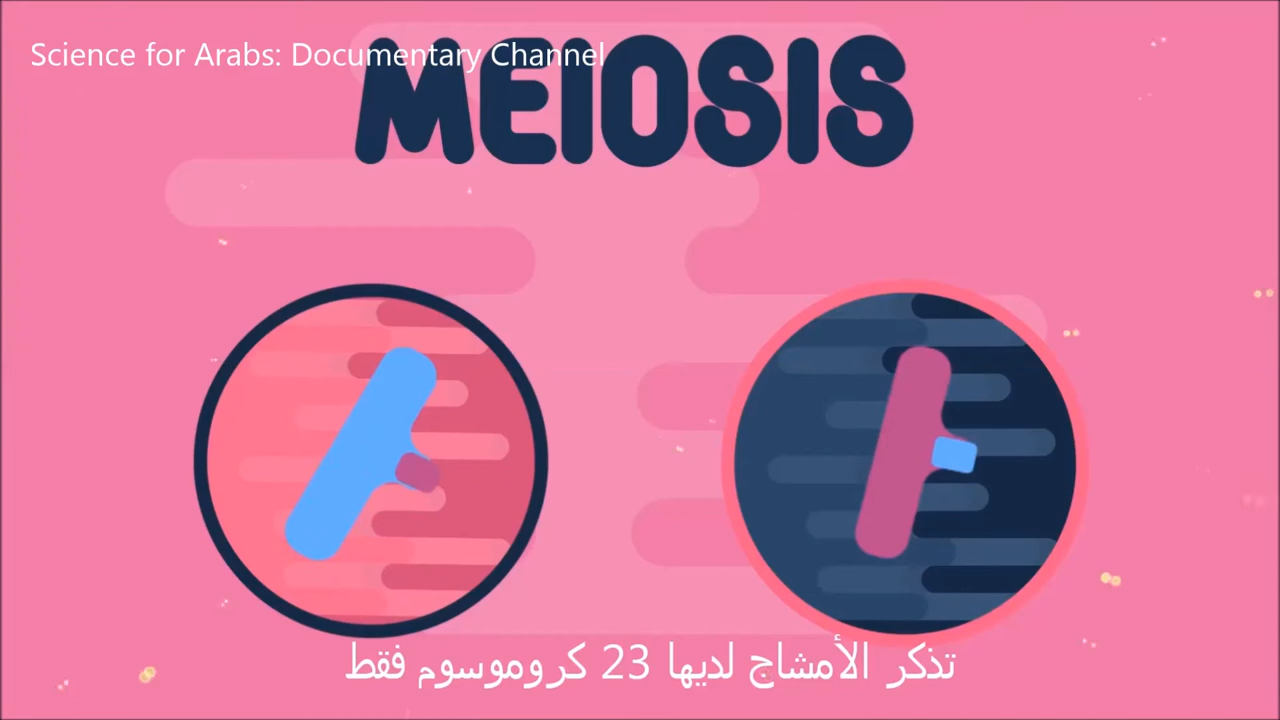 Science for Arabs: Documentary Channel
MEIOSIS
تذكر الأمشاج لديها 23 كروموسوم فقط